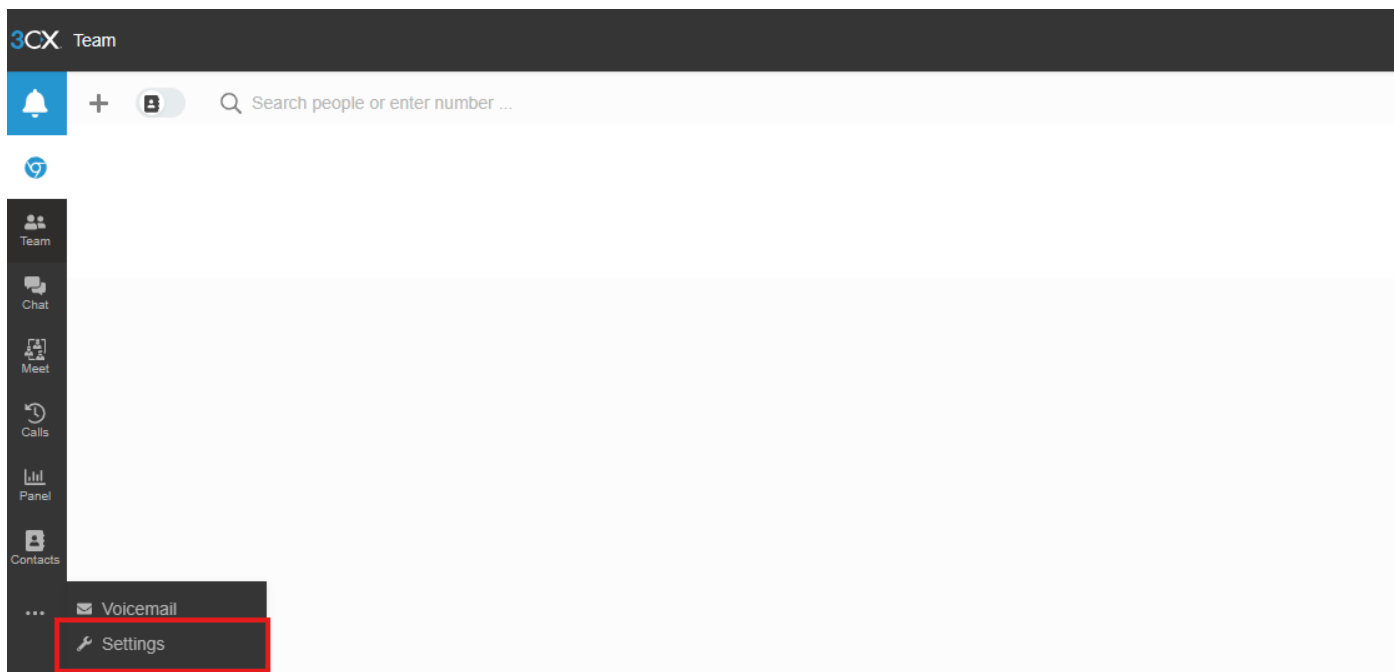 3CX Team
Search people or enter number ...
Team
Chat
Meet
Calls
Panel
Contacts
... Voicemail
Settings